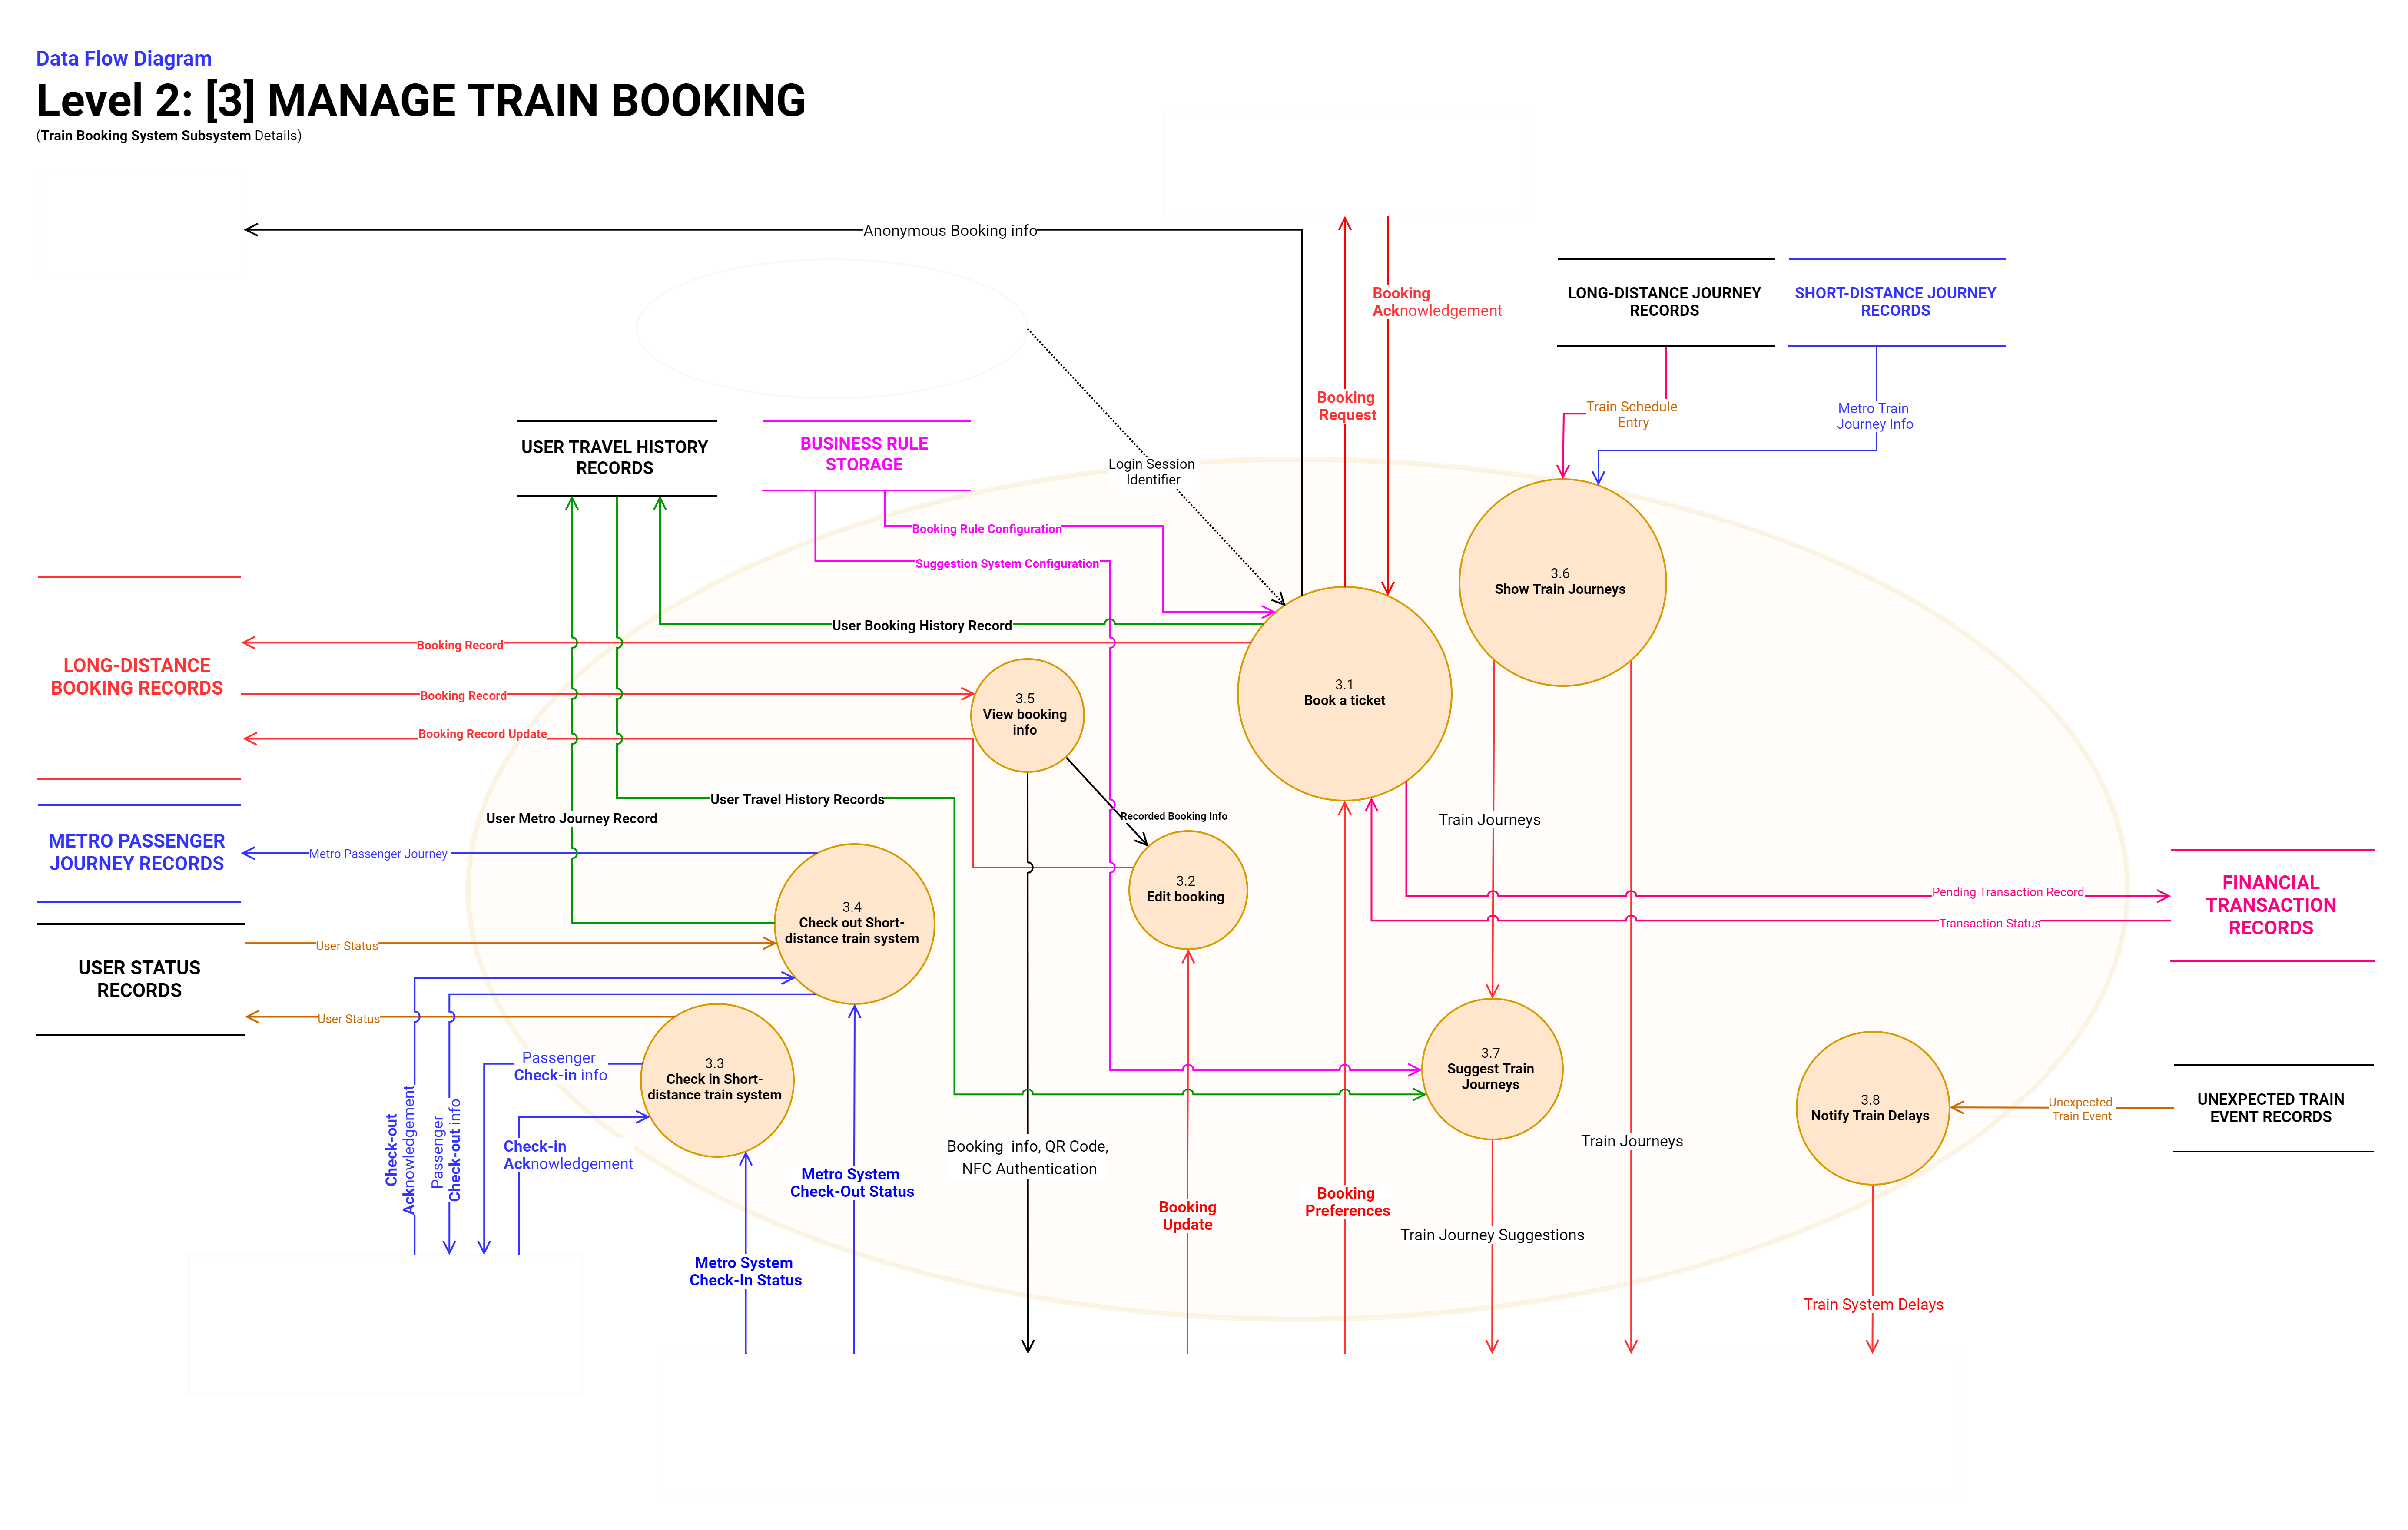 Data Flow Diagram
Level 2: [3] MANAGE TRAIN BOOKING
(Train Booking System Subsystem Details)
Anonymous Booking info
Booking
Acknowledgement
LONG-DISTANCE JOURNEY
RECORDS
SHORT-DISTANCE JOURNEY
RECORDS
Booking
Request
Train Schedule
Entry
Metro Train
Journey Info
USER TRAVEL HISTORY
RECORDS
BUSINESS RULE
STORAGE
Login Session
Identifier
Booking Rule Configuration
Suggestion System Configuration
3.6
Show Train Journeys
User Booking History Record
Booking Record
LONG-DISTANCE
BOOKING RECORDS
Booking Record
Booking Record Update
3.5
View booking
info
3.1
Book a ticket
User Travel History Records
User Metro Journey Record
Recorded Booking Info
Train Journeys
METRO PASSENGER
JOURNEY RECORDS
Metro Passenger Journey
3.2
Edit booking
Pending Transaction Record
Transaction Status
FINANCIAL
TRANSACTION
RECORDS
3.4
Check out Short-
distance train system
User Status
USER STATUS
RECORDS
User Status
Passenger
Check-in info
3.3
Check in Short-
distance train system
3.7
Suggest Train
Journeys
3.8
Notify Train Delays
Unexpected
Train Event
UNEXPECTED TRAIN
EVENT RECORDS
Check-out
Acknowledgement
Passenger
Check-out info
Check-in
Acknowledgement
Metro System
Check-Out Status
Booking info, QR Code,
NFC Authentication
Train Journeys
Booking
Update
Booking
Preferences
Train Journey Suggestions
Metro System
Check-In Status
Train System Delays